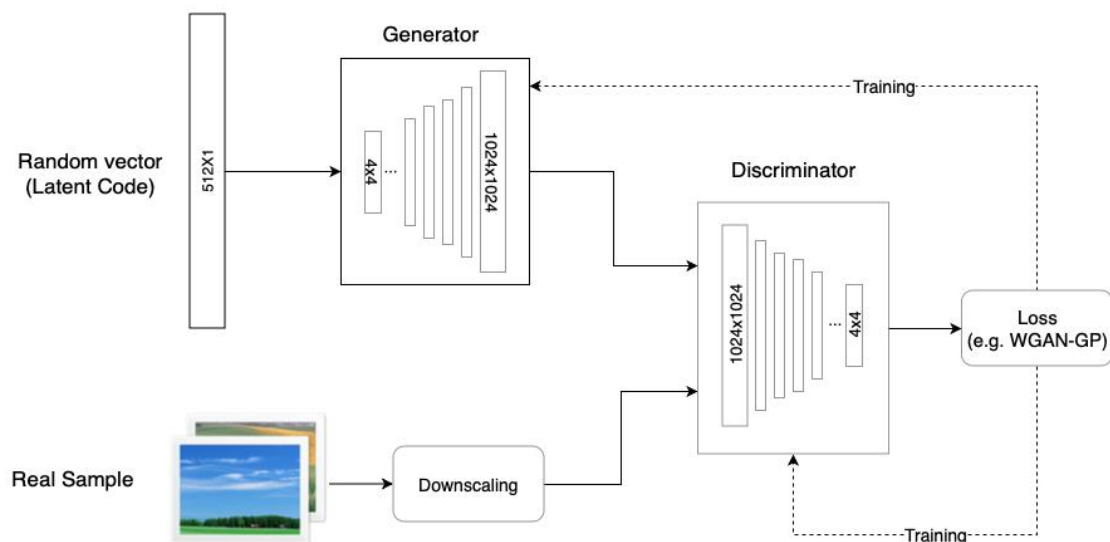 Generator
Training
512X1
4x4
...
1024x1024
Random vector
(Latent Code)
Discriminator
1024x1024
...
4x4
Loss
(e.g. WGAN-GP)
Real Sample
Downscaling
Training